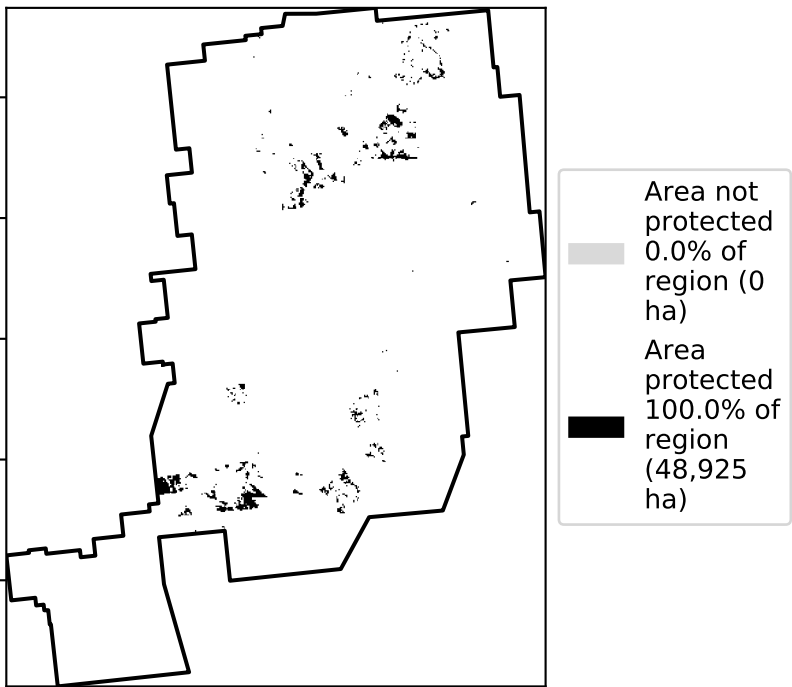 Area not
protected
0.0% of
region (0
ha)
Area
protected
100.0% of
region
(48,925
ha)